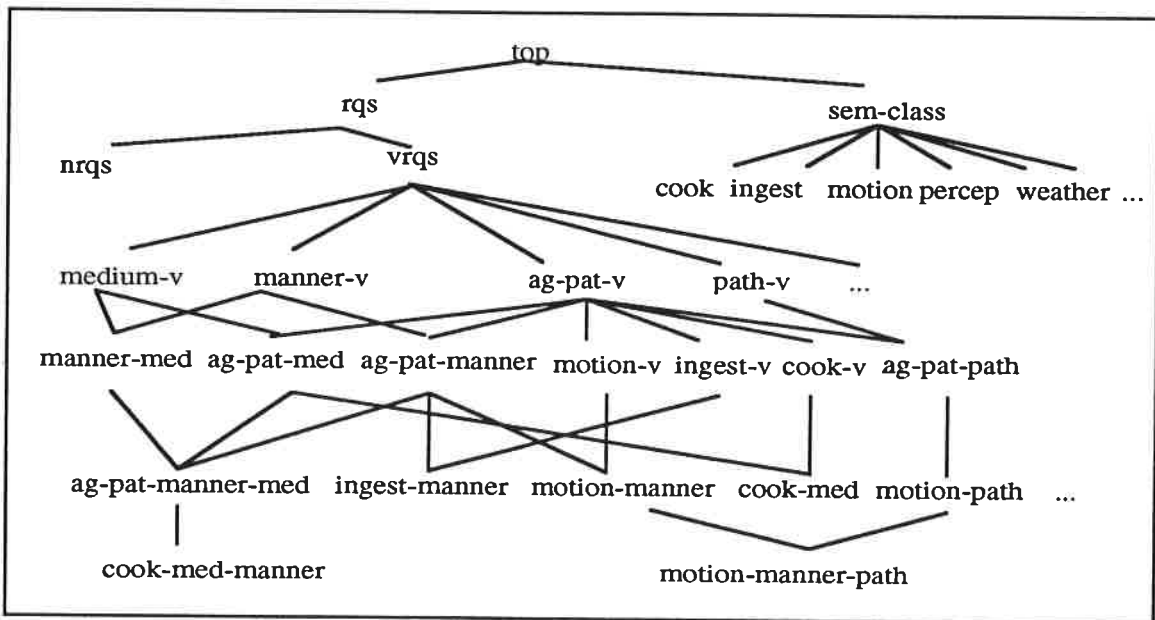 top
rqs
sem-class
nrqs vrqs
cook ingest motion percep weather ...
medium-v manner-v ag-pat-v path-v ...
manner-med ag-pat-med ag-pat-manner motion-v ingest-v cook-v ag-pat-path
ag-pat-manner-med ingest-manner motion-manner cook-med motion-path ...
cook-med-manner motion-manner-path